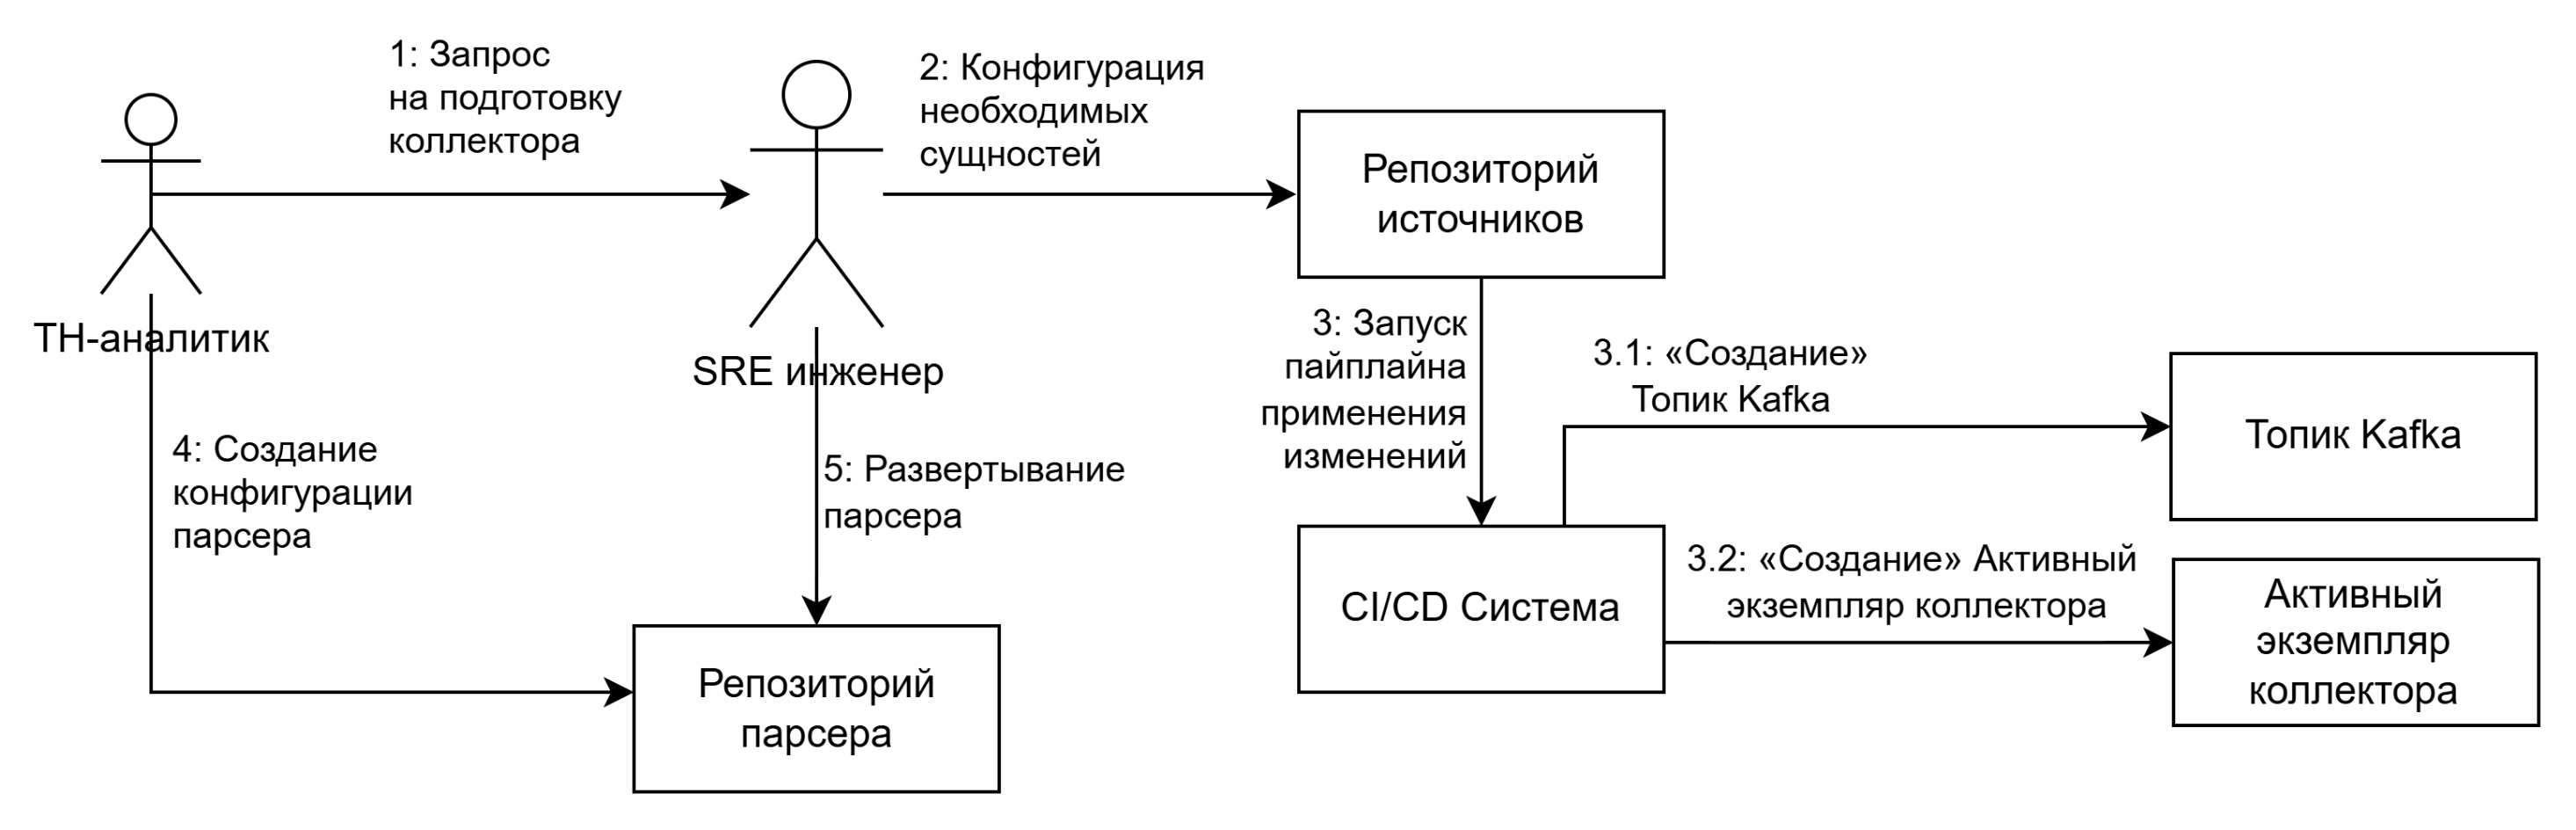 1: Запрос
на подготовку
коллектора
2: Конфигурация
необходимых
сущностей
Репозиторий
источников
ТН-аналитик
SRE инженер
3: Запуск
пайплайна
применения
изменений
3.1: «Создание»
Топик Kafka
Топик Kafka
4: Создание
конфигурации
парсера
5: Развертывание
парсера
CI/CD Система
3.2: «Создание» Активный
экземпляр коллектора
Активный
экземпляр
коллектора
Репозиторий
парсера